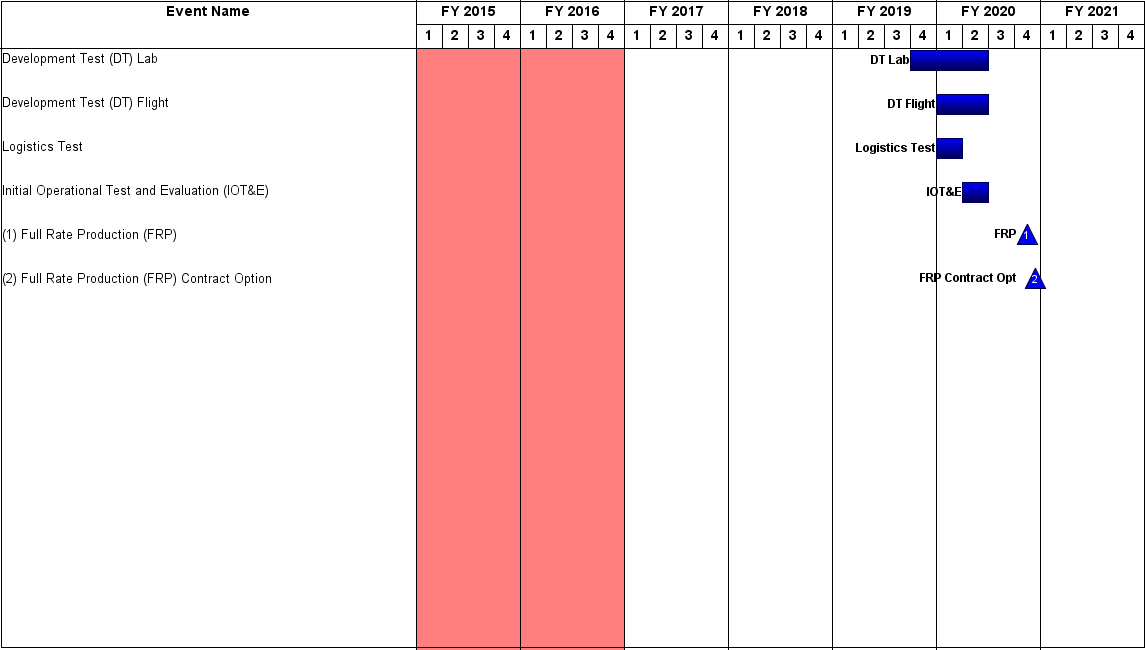 Event Name FY 2015 FY 2016 FY 2017 FY 2018 FY 2019 FY 2020 FY 2021
1 2 3 4 1 2 3 4 1 2 3 4 1 2 3 4 1 2 3 4 1 2 3 4 1 2 3 4
Development Test (DT) Lab DT Lab
Development Test (DT) Flight DT Flight
Logistics Test Logistics Test
Initial Operational Test and Evaluation (IOT&E) IOT&E
(1) Full Rate Production (FRP) FRP 1
(2) Full Rate Production (FRP) Contract Option FRP Contract Opt 2